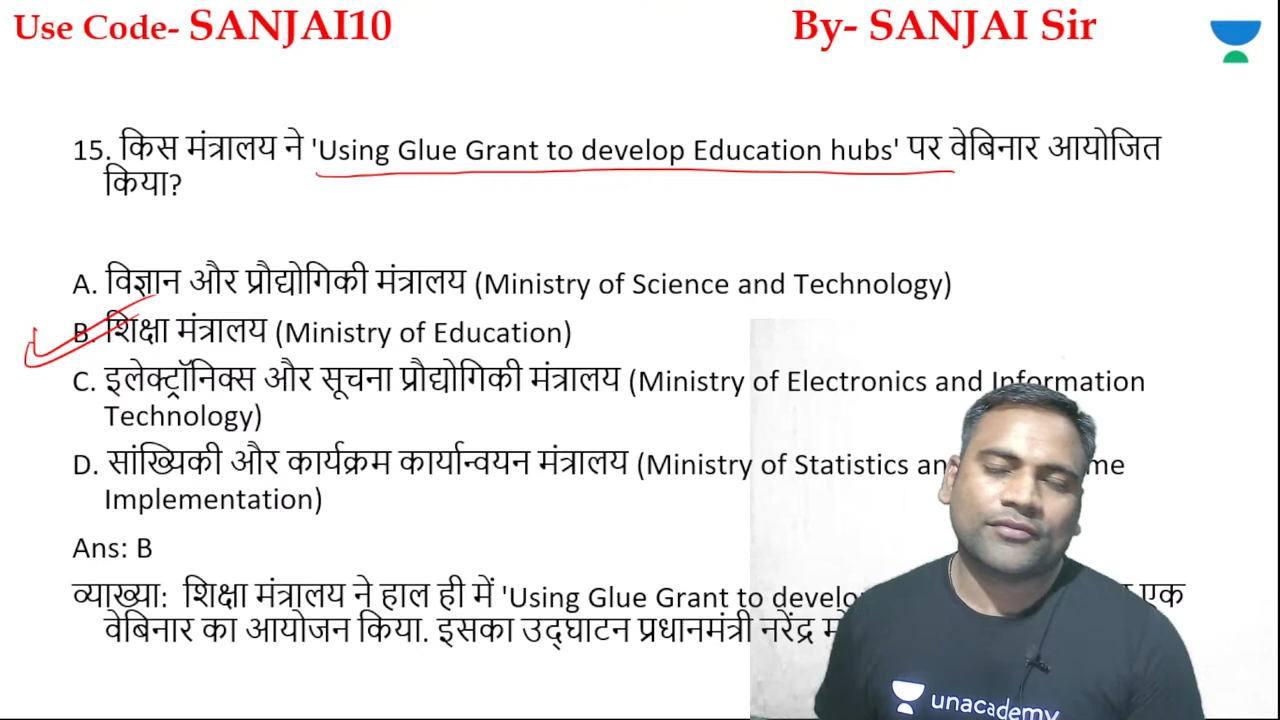 Use Code- SANJAI10
By- SANJAI Sir
15. किस मंत्रालय ने 'Using Glue Grant to develop Education hubs' पर वेबिनार आयोजित
किया?
A. विज्ञान और प्रौद्योगिकी मंत्रालय (Ministry of Science and Technology)
B. शिक्षा मंत्रालय (Ministry of Education)
C. इलेक्ट्रॉनिक्स और सूचना प्रौद्योगिकी मंत्रालय (Ministry of Electronics and Information
Technology)
D. सांख्यिकी और कार्यक्रम कार्यान्वयन मंत्रालय (Ministry of Statistics
Implementation)
Ans: B
व्याख्या: शिक्षा मंत्रालय ने हाल ही में 'Using Glue Grant to एक
वेबिनार का आयोजन किया. इसका उद्घाटन प्रधानमंत्री नरेंद्र
unacademy